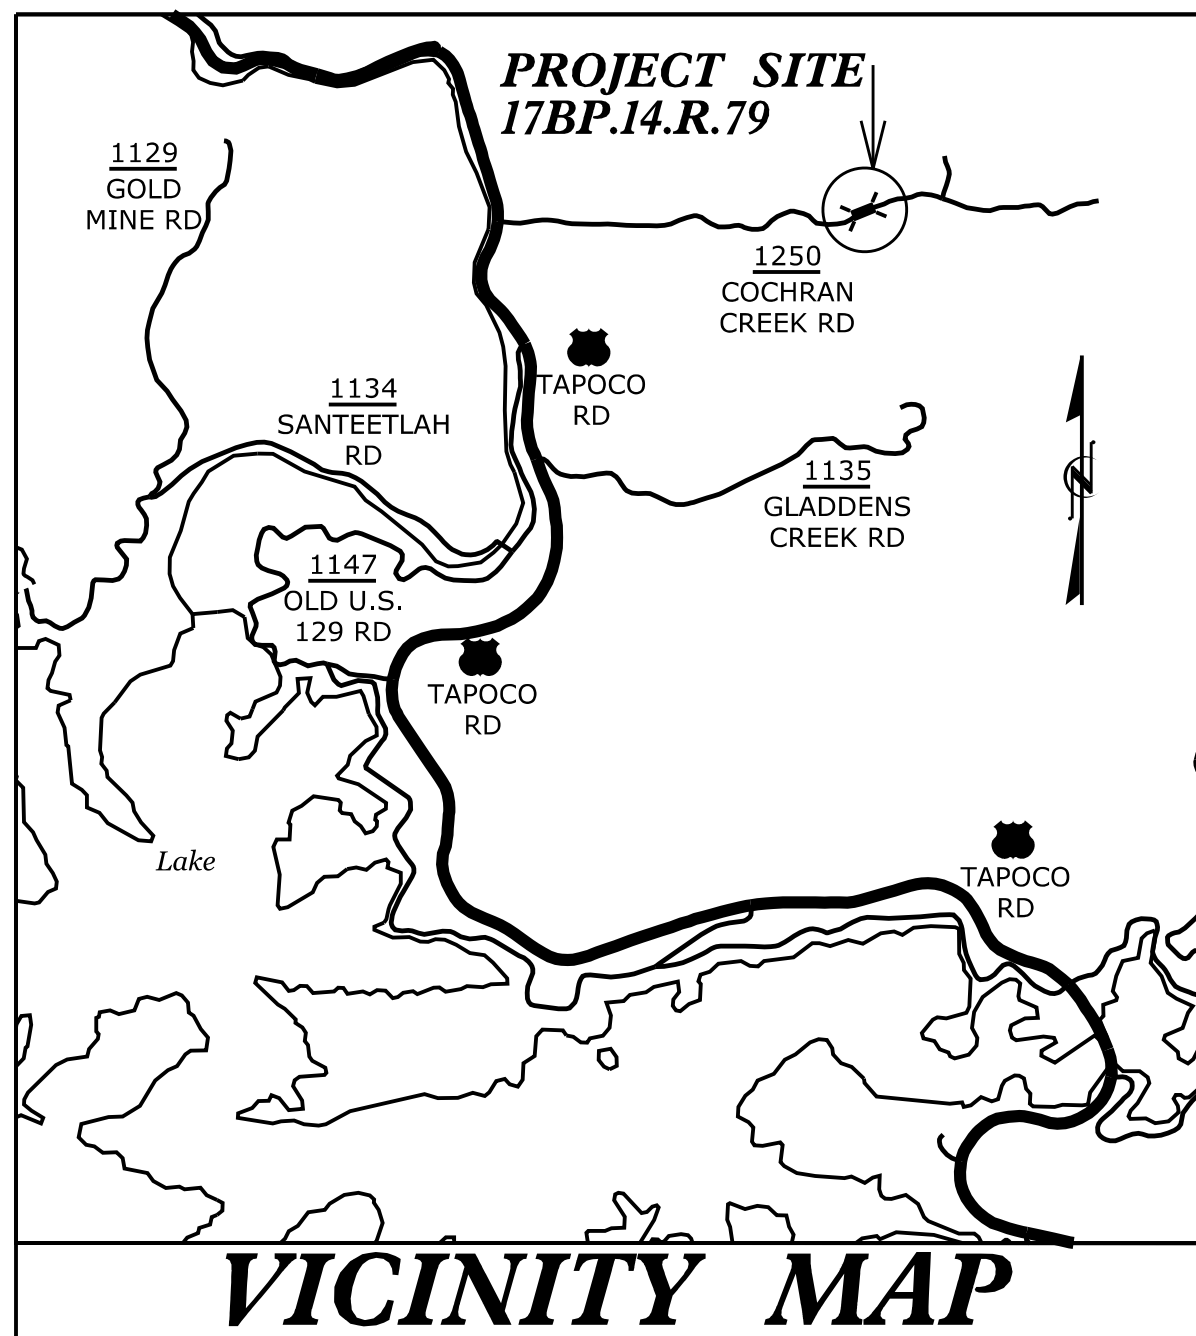 PROJECT SITE
17BP.14.R.79
1129
GOLD
MINE RD
1250
COCHRAN
CREEK RD
TAPOCO
RD
1134
SANTEETLAH
RD
1135
GLADDENS
CREEK RD
N
1147
OLD U.S.
129 RD
TAPOCO
RD
Lake
TAPOCO
RD
VICINITY MAP